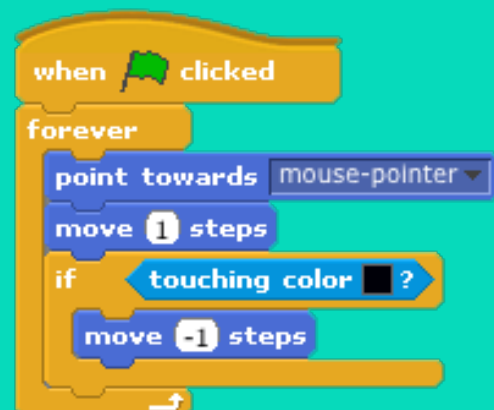 when clicked
forever
point towards mouse-pointer
move 1 steps
if touching color ?
move -1 steps